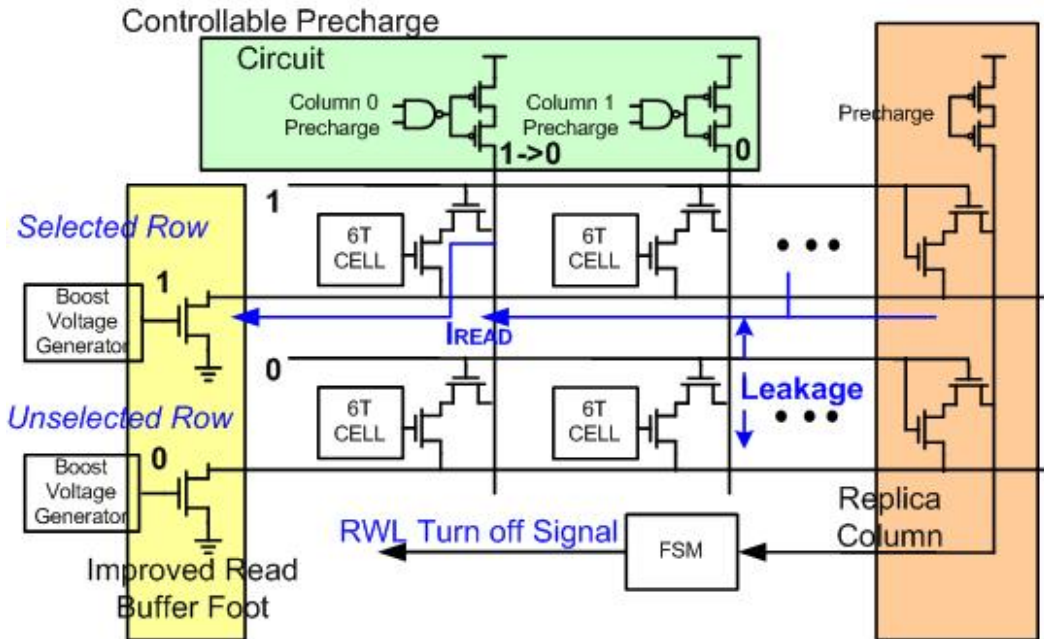 Controllable Precharge
Circuit
Column 0
Precharge
Column 1
Precharge
Precharge
1->0
0
1
Selected Row
6T
CELL
6T
CELL
1
Boost
Voltage
Generator
IREAD
0
Leakage
Unselected Row
6T
CELL
6T
CELL
0
Boost
Voltage
Generator
Replica
Column
RWL Turn off Signal
FSM
Improved Read
Buffer Foot